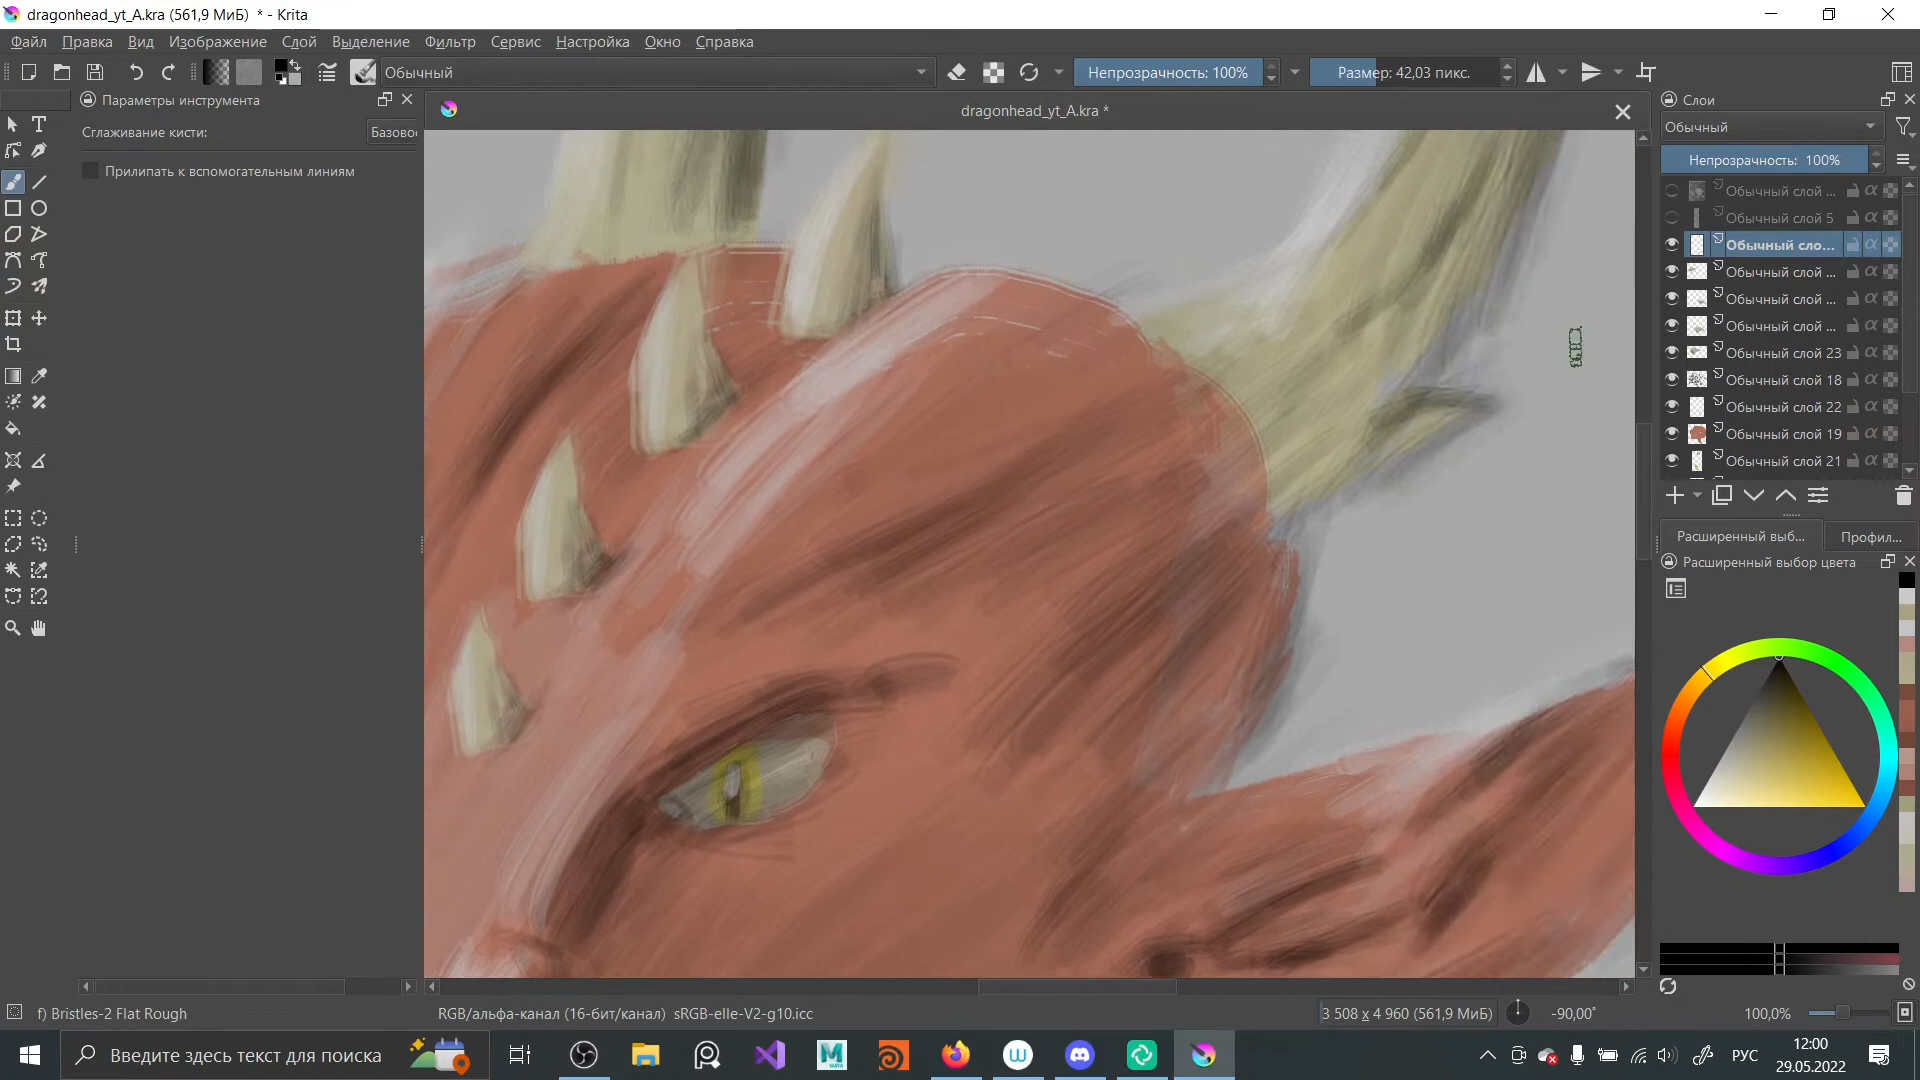 dragonhead_yt_A.kra (561,9 МиБ)  * - Krita
Файл Правка Вид Изображение Слой Выделение Фильтр Сервис Настройка Окно Справка
Обычный Непрозрачность: 100% Размер: 42,03 пикс.
Параметры инструмента
dragonhead_yt_A.kra *
Слои
Сглаживание кисти: Базово
Обычный
Непрозрачность: 100%
Прилипать к вспомогательным линиям
Обычный слой ...
Обычный слой 5
Обычный сло...
Обычный слой ...
Обычный слой ...
Обычный слой ...
Обычный слой 23
Обычный слой 18
Обычный слой 22
Обычный слой 19
Обычный слой 21
Расширенный выб... Профил...
Расширенный выбор цвета
f) Bristles-2 Flat Rough
RGB/альфа-канал (16-бит/канал) sRGB-elle-V2-g10.icc
3 508 x 4 960 (561,9 МиБ)
-90,00°
100,0%
Введите здесь текст для поиска
РУС
12:00
29.05.2022